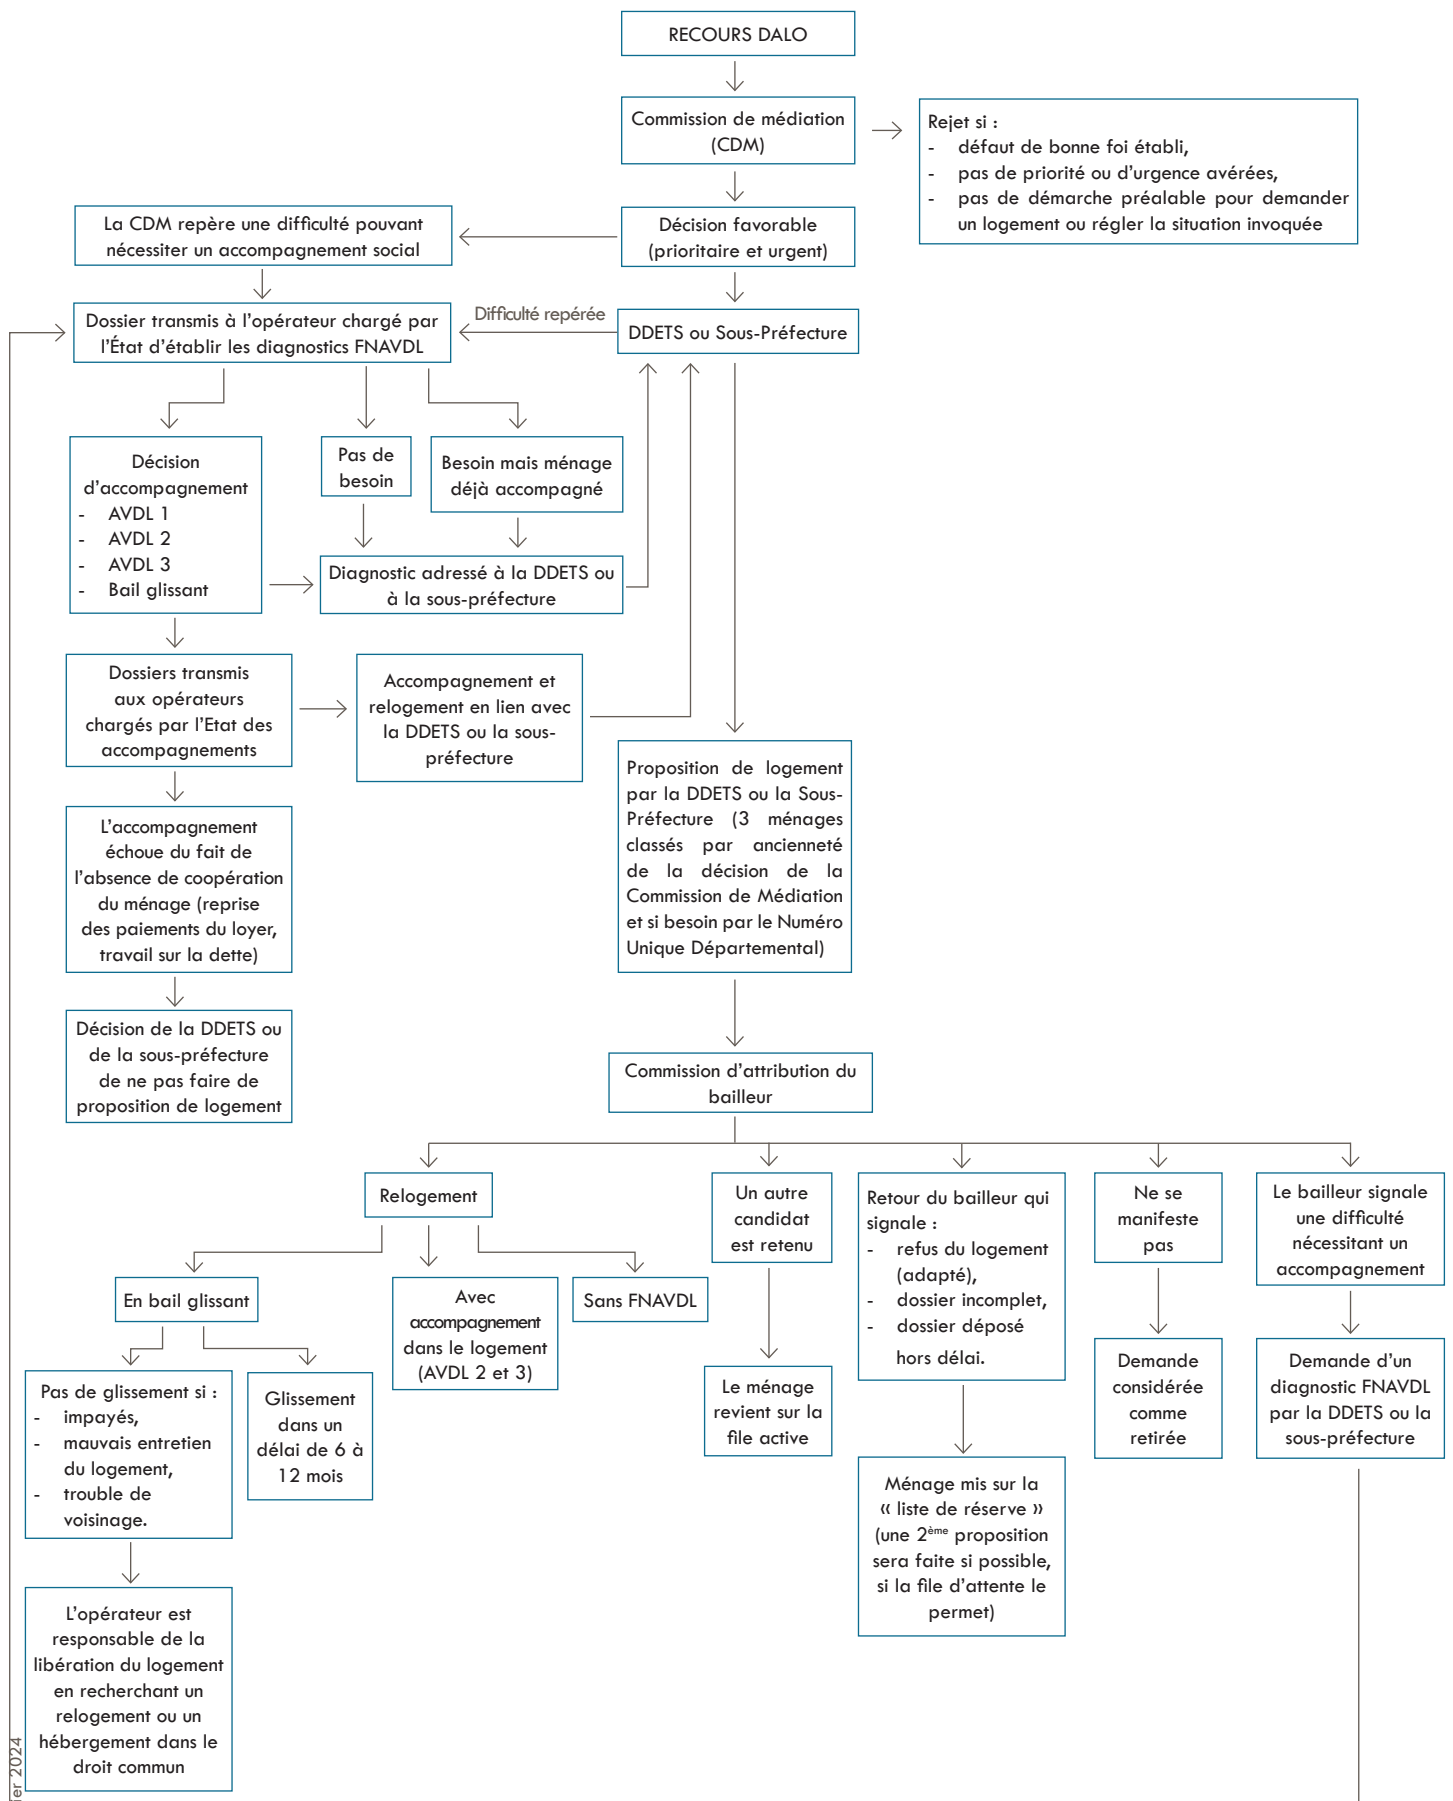 RECOURS DALO
Commission de médiation
(CDM)
Rejet si :
- défaut de bonne foi établi,
- pas de priorité ou d'urgence avérées,
- pas de démarche préalable pour demander
un logement ou régler la situation invoquée
La CDM repère une difficulté pouvant
nécessiter un accompagnement social
Décision favorable
(prioritaire et urgent)
Dossier transmis à l'opérateur chargé par
l'État d'établir les diagnostics FNAVDL
Difficulté repérée
DDETS ou Sous-Préfecture
Décision
d'accompagnement
- AVDL 1
- AVDL 2
- AVDL 3
- Bail glissant
Pas de
besoin
Besoin mais ménage
déjà accompagné
Diagnostic adressé à la DDETS ou
à la sous-préfecture
Dossiers transmis
aux opérateurs
chargés par l'Etat des
accompagnements
Accompagnement et
relogement en lien avec
la DDETS ou la sous-
préfecture
Proposition de logement
par la DDETS ou la Sous-
Préfecture (3 ménages
classés par ancienneté
de la décision de la
Commission de Médiation
et si besoin par le Numéro
Unique Départemental)
L'accompagnement
échoue du fait de
l'absence de coopération
du ménage (reprise
des paiements du loyer,
travail sur la dette)
Décision de la DDETS ou
de la sous-préfecture
de ne pas faire de
proposition de logement
Commission d'attribution du
bailleur
Relogement
Un autre
candidat
est retenu
Retour du bailleur qui
signale :
- refus du logement
(adapté),
- dossier incomplet,
- dossier déposé
hors délai.
Ne se
manifeste
pas
Le bailleur signale
une difficulté
nécessitant un
accompagnement
En bail glissant
Avec
accompagnement
dans le logement
(AVDL 2 et 3)
Sans FNAVDL
Pas de glissement si :
- impayés,
- mauvais entretien
du logement,
- trouble de
voisinage.
Glissement
dans un
délai de 6 à
12 mois
Le ménage
revient sur la
file active
Demande
considérée
comme
retirée
Demande d'un
diagnostic FNAVDL
par la DDETS ou la
sous-préfecture
Ménage mis sur la
« liste de réserve »
(une 2ème proposition
sera faite si possible,
si la file d'attente le
permet)
L'opérateur est
responsable de la
libération du logement
en recherchant un
relogement ou un
hébergement dans le
droit commun
2024